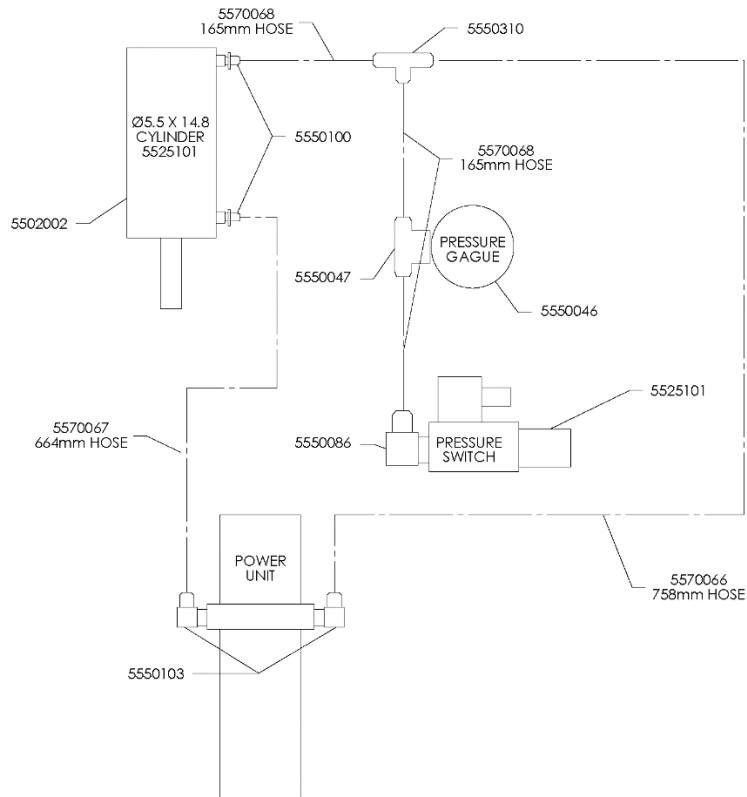 5570068
165mm HOSE
5550310
Ø5.5 X 14.8
CYLINDER
5525101
5550100
5570068
165mm HOSE
5502002
PRESSURE
GAGUE
5550047
5550046
5525101
5570067
664mm HOSE
5550086
PRESSURE
SWITCH
POWER
UNIT
5570066
758mm HOSE
5550103